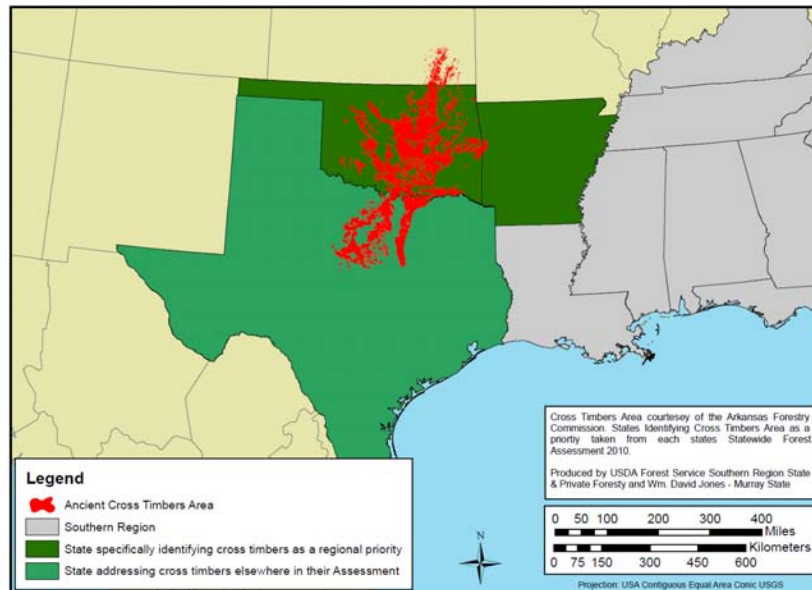 Cross Timbers Area courtesey of the Arkansas Forestry
Commission. States Identifying Cross Timbers Area as a
priortiy taken from each states Statewide Forest
Assessment 2010.
Produced by USDA Forest Service Southern Region State
& Private Foresty and Wm. David Jones - Murray State
Legend
Ancient Cross Timbers Area
Southern Region
State specifically identifying cross timbers as a regional priority
State addressing cross timbers elsewhere in their Assessment
N
0 50 100 200 300 400
Miles
Kilometers
0 75 150 300 450 600
Projection: USA Contiguous Equal Area Conic USGS